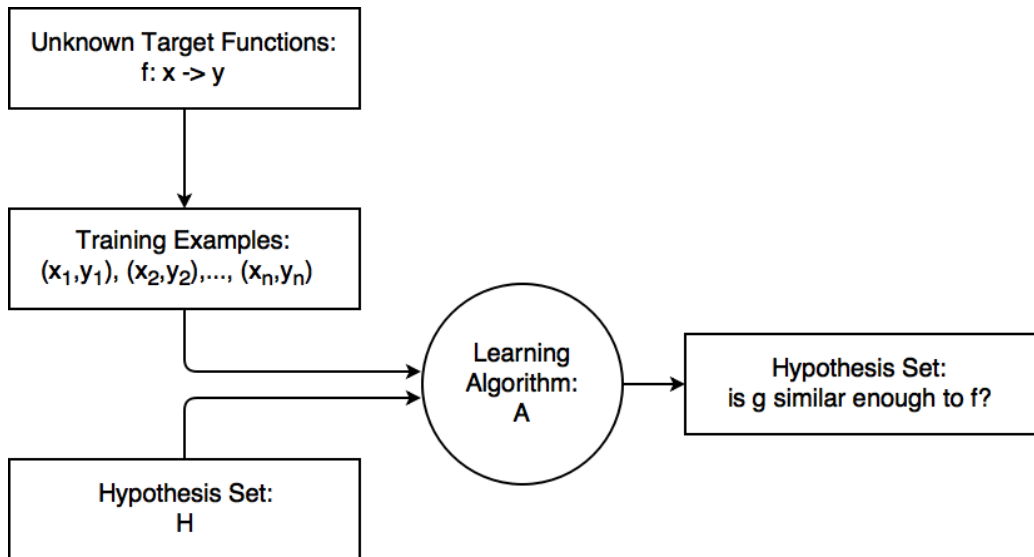 Unknown Target Functions:
f: x -> y
Training Examples:
(x₁,y₁), (x₂,y₂),..., (xₙ,yₙ)
Learning
Algorithm:
A
Hypothesis Set:
is g similar enough to f?
Hypothesis Set:
H